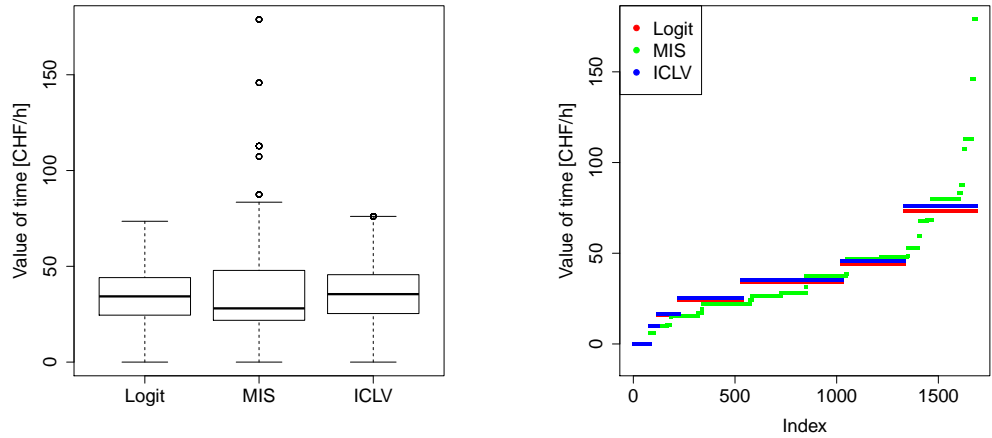 Value of time [CHF/h]
0
50
100
150
Logit
MIS
ICLV
Value of time [CHF/h]
0
50
100
150
Logit
MIS
ICLV
0
500
1000
1500
Index